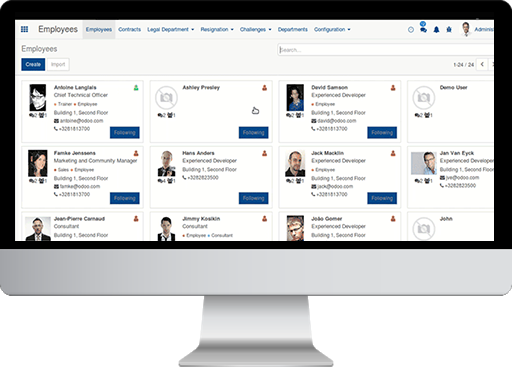 Employees Employees Contracts Legal Department Resignation Challenges Departments Configuration Adminis
Employees
Search...
Create Import
1-24 / 24
Antoine Langlais
Chief Technical Officer
Trainer Employee
Building 1, Second Floor
antoine@odoo.com
+3281813700
Following
Ashley Presley
Following
David Samson
Experienced Developer
Employee
Building 1, Second Floor
david@odoo.com
+3281813700
Following
Demo User
Famke Jenssens
Marketing and Community Manager
Sales Employee
Building 1, Second Floor
famke@odoo.com
+3281813700
Following
Hans Anders
Experienced Developer
Building 1, Second Floor
+3282823500
Following
Jack Macklin
Experienced Developer
Employee
Building 1, Second Floor
jack@odoo.com
+3281813700
Following
Jan Van Eyck
Experienced Developer
Building 1, Second Floor
jve@odoo.com
+3282823500
Jean-Pierre Carnaud
Consultant
Building 1, Second Floor
Jimmy Kosikin
Consultant
Employee Consultant
Building 1, Second Floor
João Gomer
Experienced Developer
Building 1, Second Floor
John